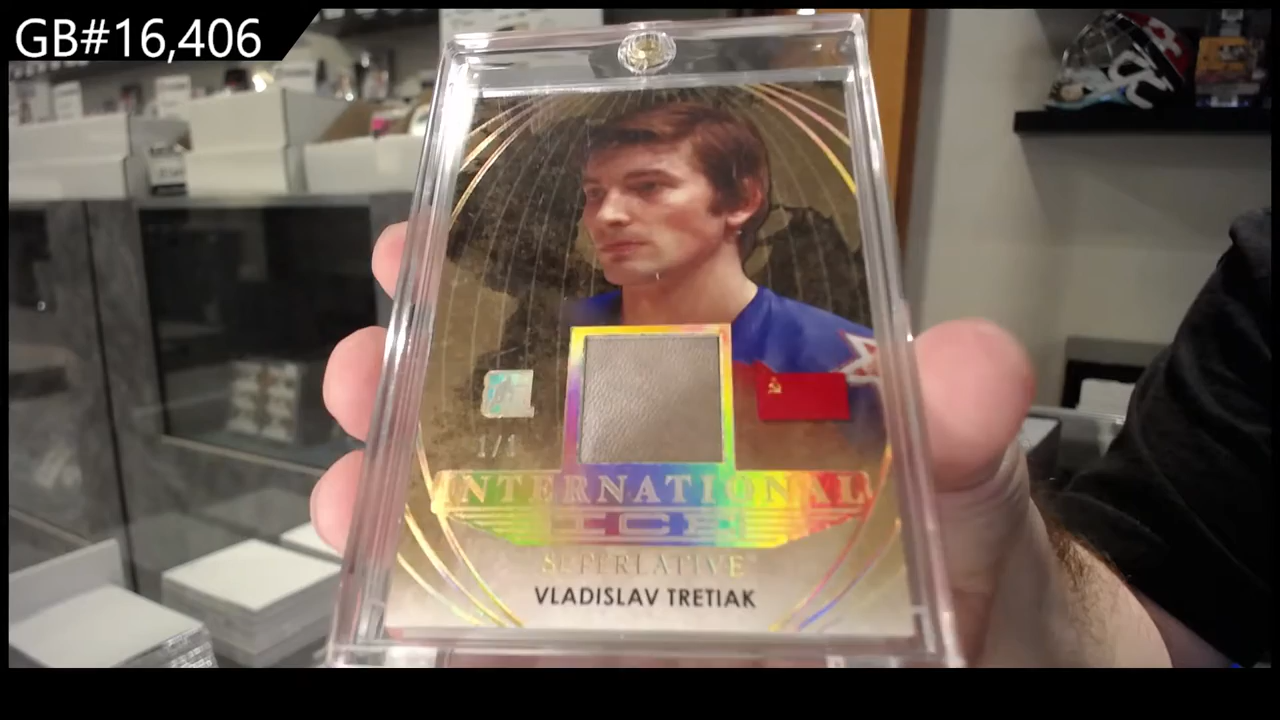 GB#16,406
1/1
INTERNATIONAL
ICE
SUPERLATIVE
VLADISLAV TRETIAK